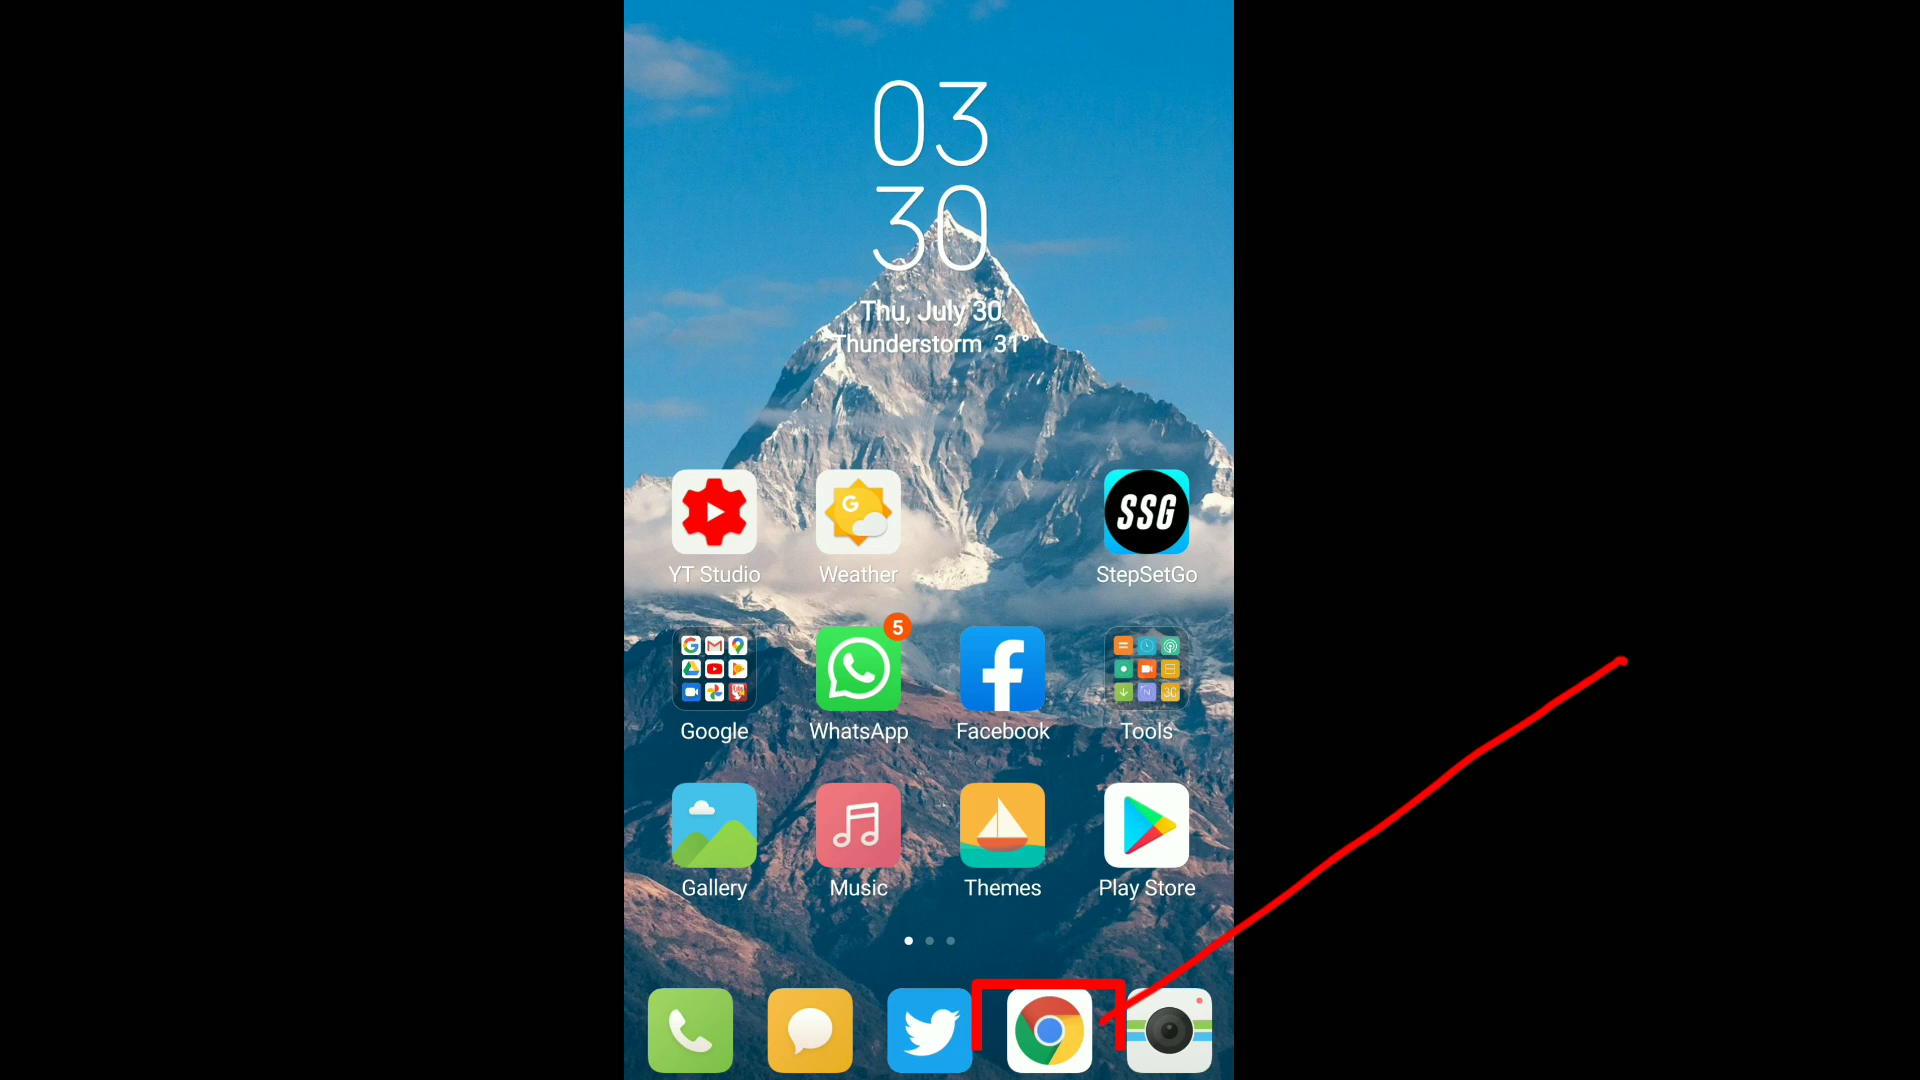 03
30
Thu, July 30
Thunderstorm 31°
SSG
YT Studio
Weather
StepSetGo
5
Google
WhatsApp
Facebook
Tools
Gallery
Music
Themes
Play Store